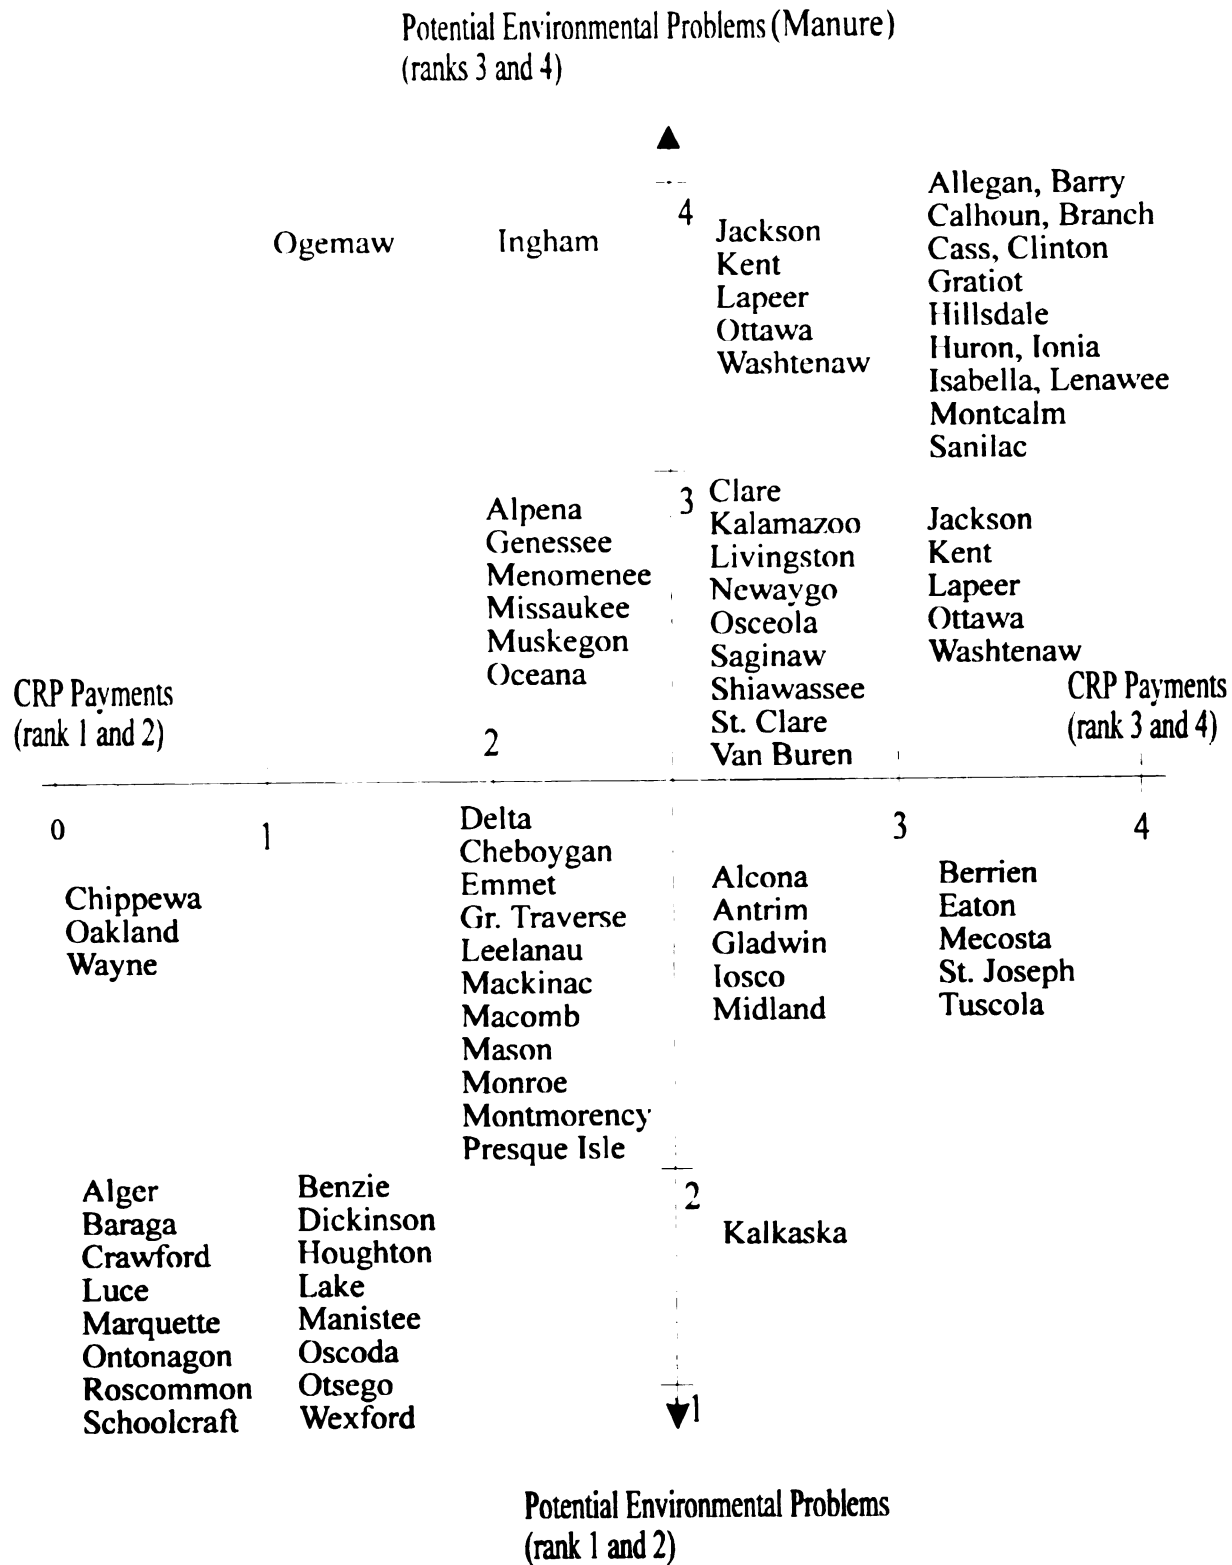 Potential Environmental Problems (Manure)
(ranks 3 and 4)
4
Ogemaw
Ingham
Jackson
Kent
Lapeer
Ottawa
Washtenaw
Allegan, Barry
Calhoun, Branch
Cass, Clinton
Gratiot
Hillsdale
Huron, Ionia
Isabella, Lenawee
Montcalm
Sanilac
3
Alpena
Genessee
Menomenee
Missaukee
Muskegon
Oceana
Clare
Kalamazoo
Livingston
Newaygo
Osceola
Saginaw
Shiawassee
St. Clare
Van Buren
Jackson
Kent
Lapeer
Ottawa
Washtenaw
CRP Payments
(rank 1 and 2)
CRP Payments
(rank 3 and 4)
2
0
1
3
4
Chippewa
Oakland
Wayne
Delta
Cheboygan
Emmet
Gr. Traverse
Leelanau
Mackinac
Macomb
Mason
Monroe
Montmorency
Presque Isle
Alcona
Antrim
Gladwin
Iosco
Midland
Berrien
Eaton
Mecosta
St. Joseph
Tuscola
Alger
Baraga
Crawford
Luce
Marquette
Ontonagon
Roscommon
Schoolcraft
Benzie
Dickinson
Houghton
Lake
Manistee
Oscoda
Otsego
Wexford
2
Kalkaska
1
Potential Environmental Problems
(rank 1 and 2)